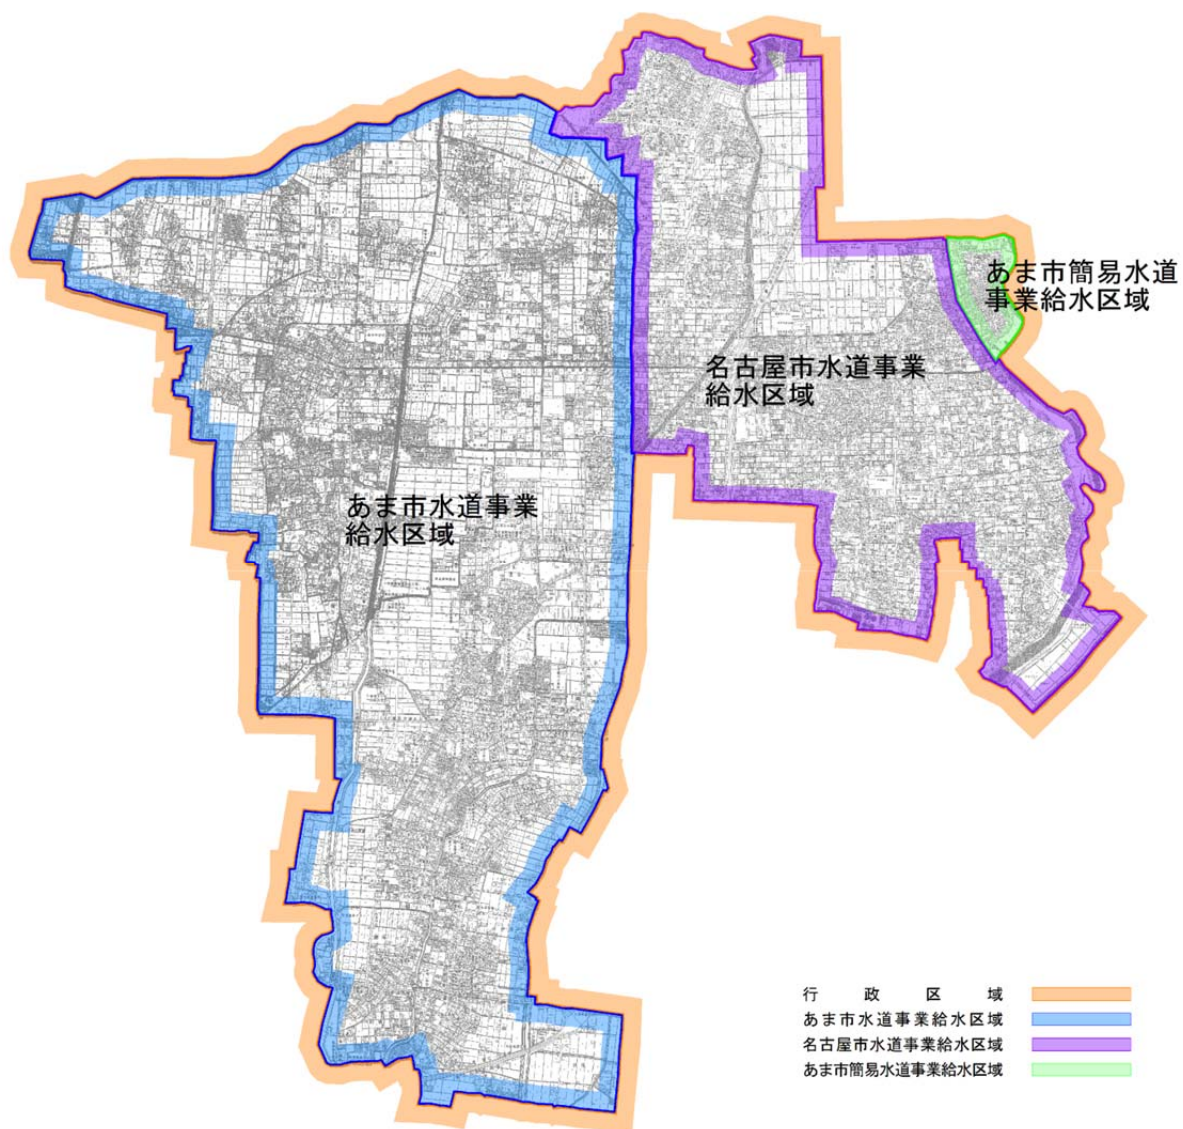 あま市簡易水道
事業給水区域
名古屋市水道事業
給水区域
あま市水道事業
給水区域
行政区域
あま市水道事業給水区域
名古屋市水道事業給水区域
あま市簡易水道事業給水区域